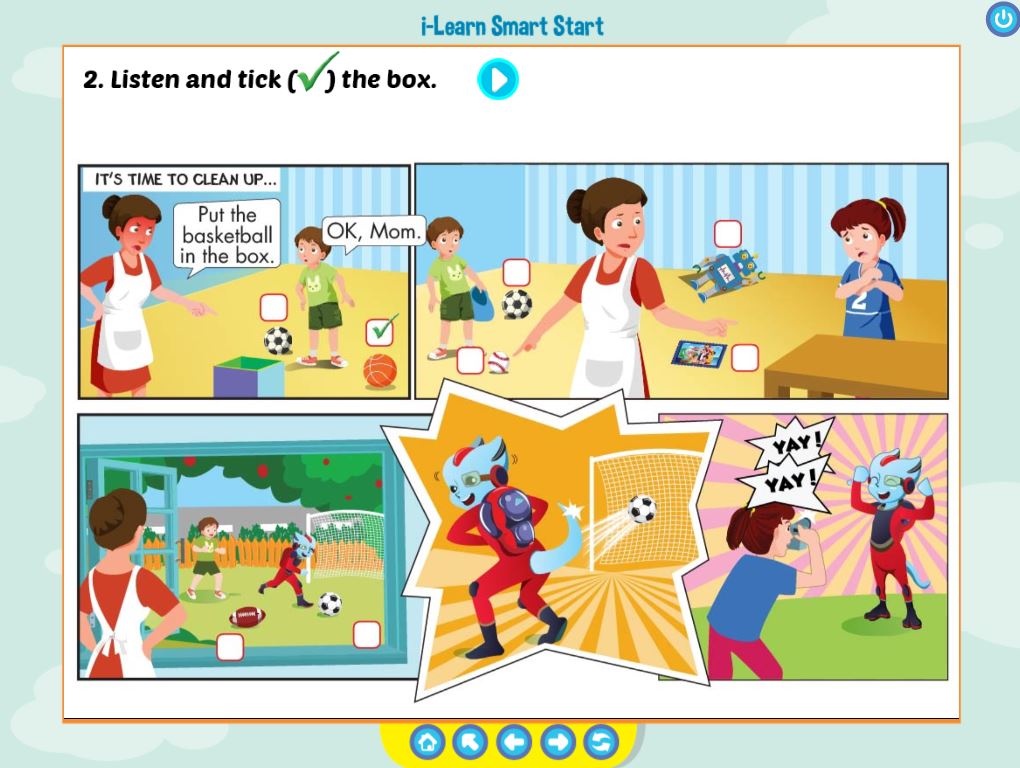 i-Learn Smart Start
2. Listen and tick (✓) the box.
IT'S TIME TO CLEAN UP...
Put the
basketball
in the box.
OK, Mom.
2
YAY!
YAY!